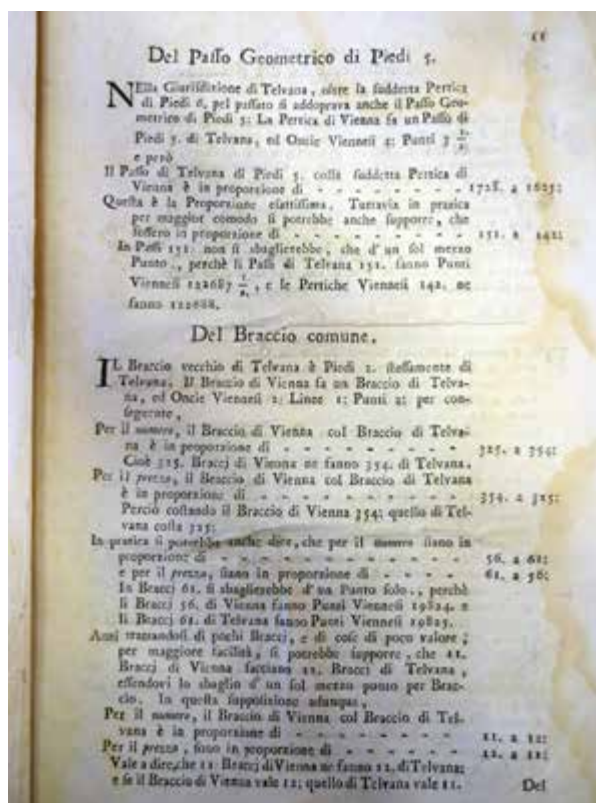 11
Del Passo Geometrico di Piedi 5.
NElla Giurisdizione di Telvana, oltre la suddetta Pertica
di Piedi 6, pel passato si adoprava anche il Passo Geo-
metrico di Piedi 5: La Pertica di Vienna fa un Passo di
Piedi 5. di Telvana, ed Oncie Viennesi 4: Punti 3
e però
Il Passo di Telvana di Piedi 5. colla suddetta Pertica di
Vienna è in proporzione di - - - - - - - - 1728. a 1625:
Questa è la Proporzione esattissima. Tuttavia in pratica
per maggior comodo si potrebbe anche supporre, che
fossero in proporzione di - - - - - - - - 151. a 142:
In Passi 151. non si sbaglierebbe, che d' un sol mezzo
Punto., perchè li Passi di Telvana 151. fanno Punti
Viennesi 122687 1/2, e le Pertiche Viennesi 142. ne
fanno 122688.
Del Braccio comune.
IL Braccio vecchio di Telvana è Piedi 2. stessamente di
Telvana. Il Braccio di Vienna fa un Braccio di Telva-
na, ed Oncie Viennesi 2: Linee 1: Punti 2: per con-
seguente,
Per il numero, il Braccio di Vienna col Braccio di Telva-
na è in proporzione di - - - - - - - - 325. a 354:
Cioè 325. Braccj di Vienna ne fanno 354. di Telvana.
Per il prezzo, il Braccio di Vienna col Braccio di Telvana
è in proporzione di - - - - - - - - 354. a 325:
Perciò costando il Braccio di Vienna 354; quello di Tel-
vana costa 325:
In pratica si potrebbe anche dire, che per il numero siano in
proporzione di - - - - - - - - 56. a 61:
e per il prezzo, siano in proporzione di - - - - 61. a 56:
In Braccj 61. si sbaglierebbe d' un Punto solo., perchè
li Braccj 56. di Vienna fanno Punti Viennesi 19824. e
li Braccj 61. di Telvana fanno Punti Viennesi 19825.
Anzi trattandosi di pochi Braccj, e di cose di poco valore;
per maggiore facilità, si potrebbe supporre, che 11.
Braccj di Vienna facciano 12. Braccj di Telvana,
essendovi lo sbaglio d' un sol mezzo punto per Brac-
cio. In questa supposizione adunque,
Per il numero, il Braccio di Vienna col Braccio di Tel-
vana è in proporzione di - - - - - - - - 11. a 12:
Per il prezzo, sono in proporzione di - - - - - - 12. a 11:
Vale a dire, che 11 Braccj di Vienna ne fanno 12. di Telvana;
e se il Braccio di Vienna vale 12; quello di Telvana vale 11.
Del